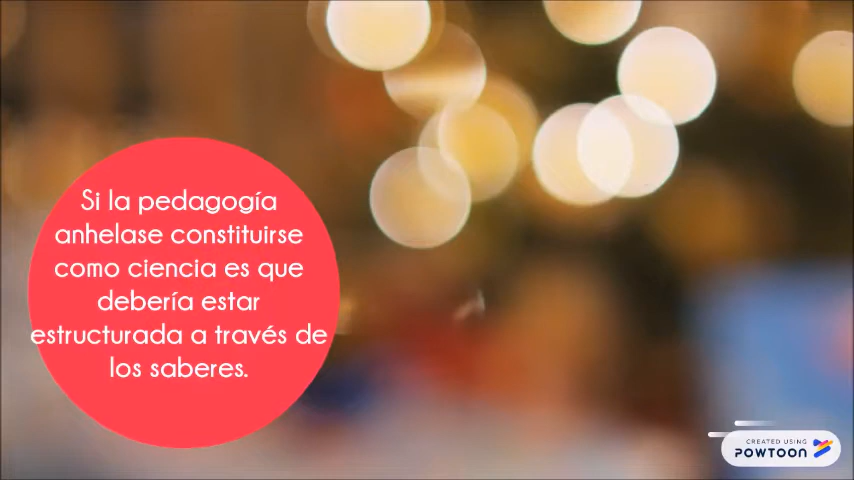 Si la pedagogía
anhelase constituirse
como ciencia es que
debería estar
estructurada a través de
los saberes.
CREATED USING
POWTOON